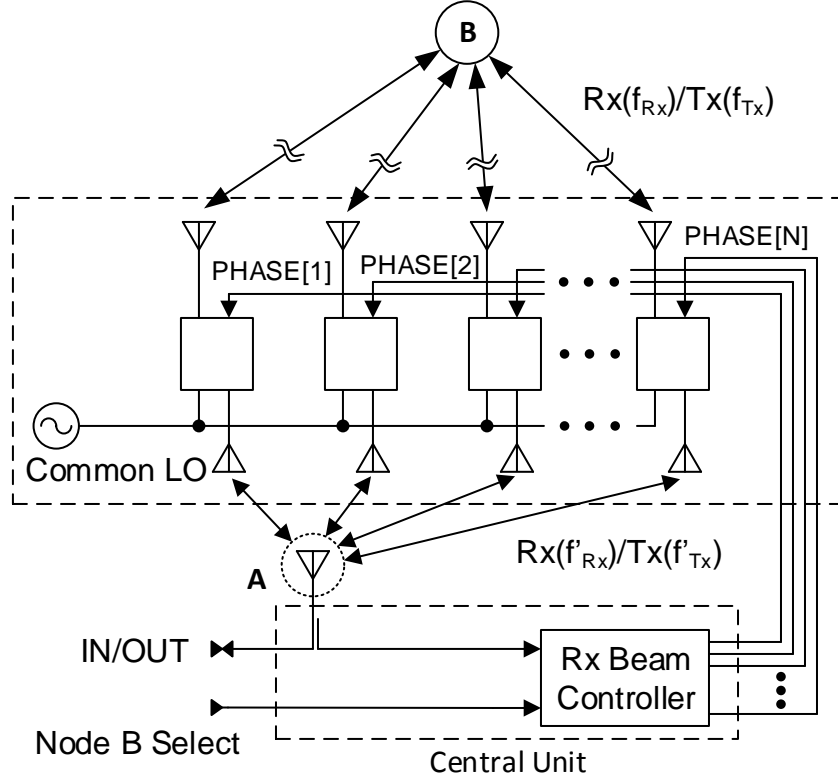 B
Rx(fRx)/Tx(fTx)
PHASE[1]
PHASE[2]
PHASE[N]
Common LO
A
Rx(f'Rx)/Tx(f'Tx)
IN/OUT
Rx Beam
Controller
Node B Select
Central Unit